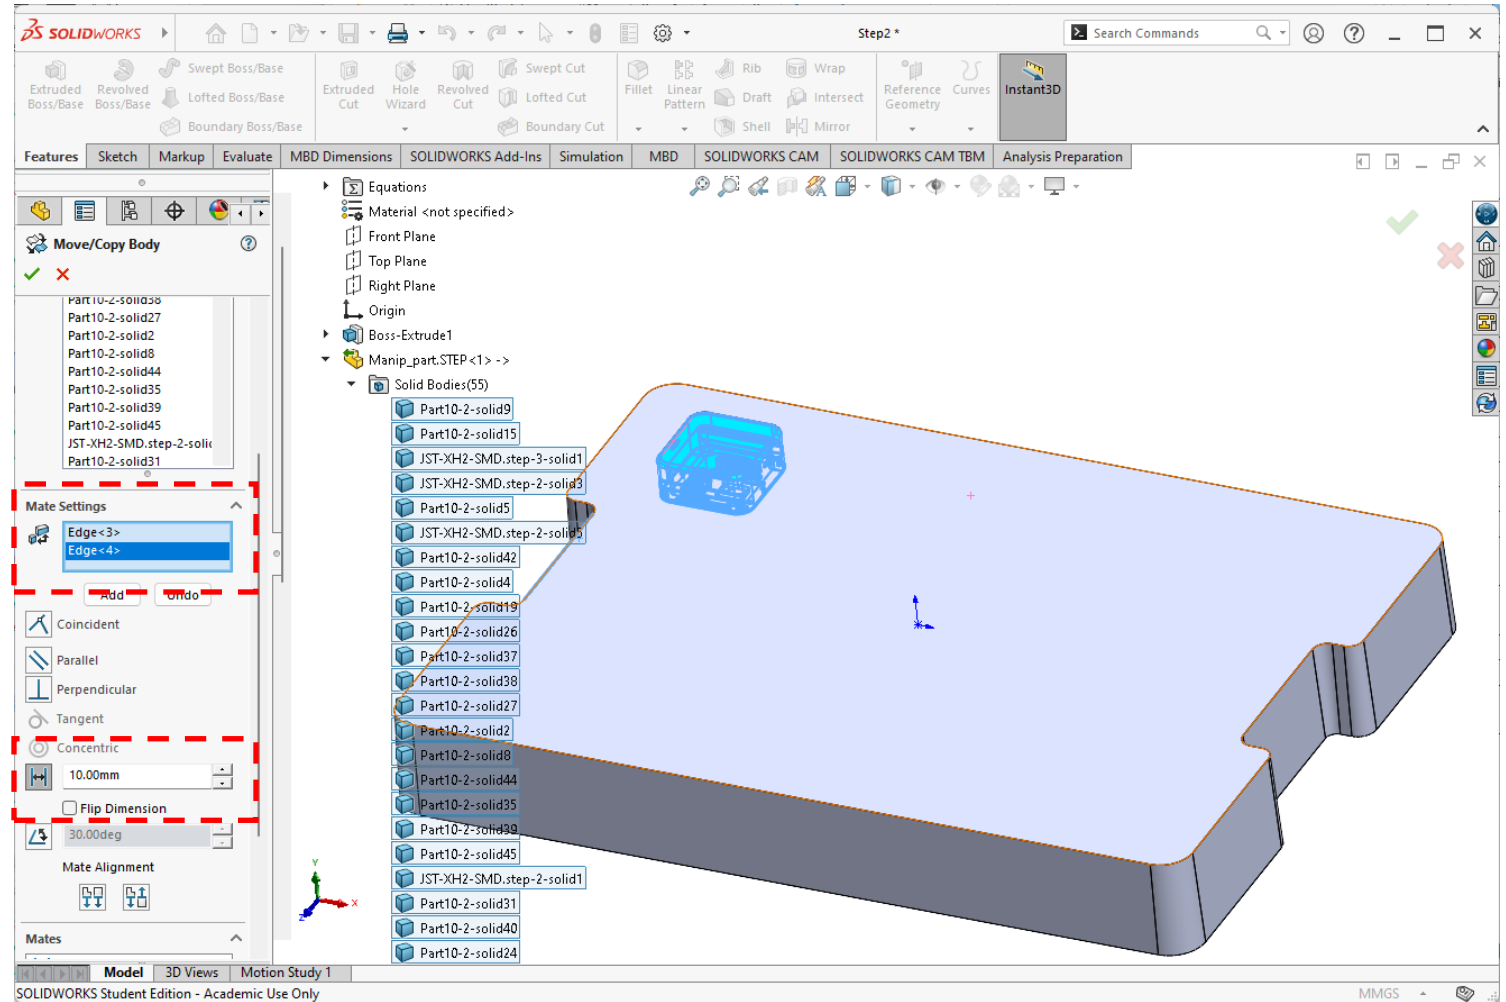 SOLIDWORKS
Step2 *
Search Commands
Extruded Boss/Base
Revolved Boss/Base
Swept Boss/Base
Lofted Boss/Base
Boundary Boss/Base
Extruded Cut
Hole Wizard
Revolved Cut
Swept Cut
Lofted Cut
Boundary Cut
Fillet
Linear Pattern
Rib
Draft
Shell
Wrap
Intersect
Mirror
Reference Geometry
Curves
Instant3D
Features
Sketch
Markup
Evaluate
MBD Dimensions
SOLIDWORKS Add-Ins
Simulation
MBD
SOLIDWORKS CAM
SOLIDWORKS CAM TBM
Analysis Preparation
Move/Copy Body
Part10-2-solid38
Part10-2-solid27
Part10-2-solid2
Part10-2-solid8
Part10-2-solid44
Part10-2-solid35
Part10-2-solid39
Part10-2-solid45
JST-XH2-SMD.step-2-solic
Part10-2-solid31
Mate Settings
Edge<3>
Edge<4>
Add
Undo
Coincident
Parallel
Perpendicular
Tangent
Concentric
10.00mm
Flip Dimension
30.00deg
Mate Alignment
Mates
Equations
Material <not specified>
Front Plane
Top Plane
Right Plane
Origin
Boss-Extrude1
Manip_part.STEP<1> ->
Solid Bodies(55)
Part10-2-solid9
Part10-2-solid15
JST-XH2-SMD.step-3-solid1
JST-XH2-SMD.step-2-solid3
Part10-2-solid5
JST-XH2-SMD.step-2-solid5
Part10-2-solid42
Part10-2-solid4
Part10-2-solid19
Part10-2-solid26
Part10-2-solid37
Part10-2-solid38
Part10-2-solid27
Part10-2-solid2
Part10-2-solid8
Part10-2-solid44
Part10-2-solid35
Part10-2-solid39
Part10-2-solid45
JST-XH2-SMD.step-2-solid1
Part10-2-solid31
Part10-2-solid40
Part10-2-solid24
Y
X
Z
Model
3D Views
Motion Study 1
SOLIDWORKS Student Edition - Academic Use Only
MMGS